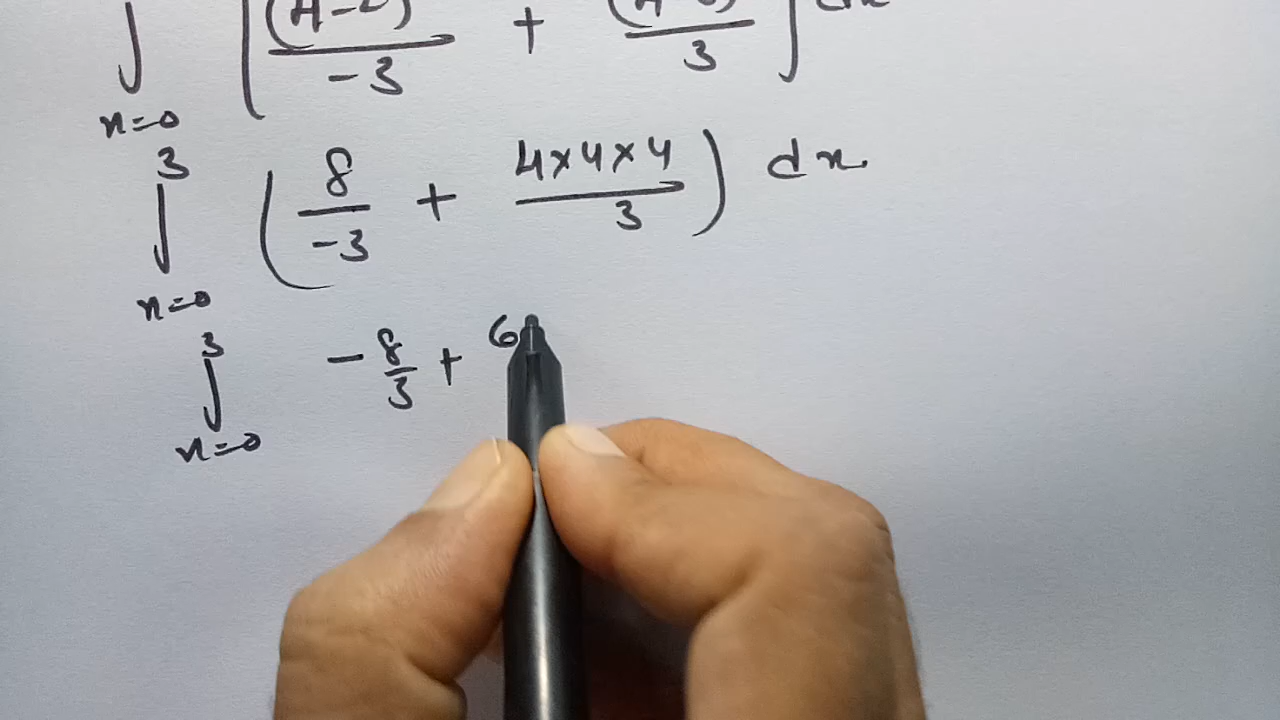 ∫ [ (4-2) / -3 + (4-0) / 3 ] dx
x=0
3
∫ ( 8 / -3 + 4×4×4 / 3 ) dx
x=0
3
∫ - 8/3 + 6
x=0